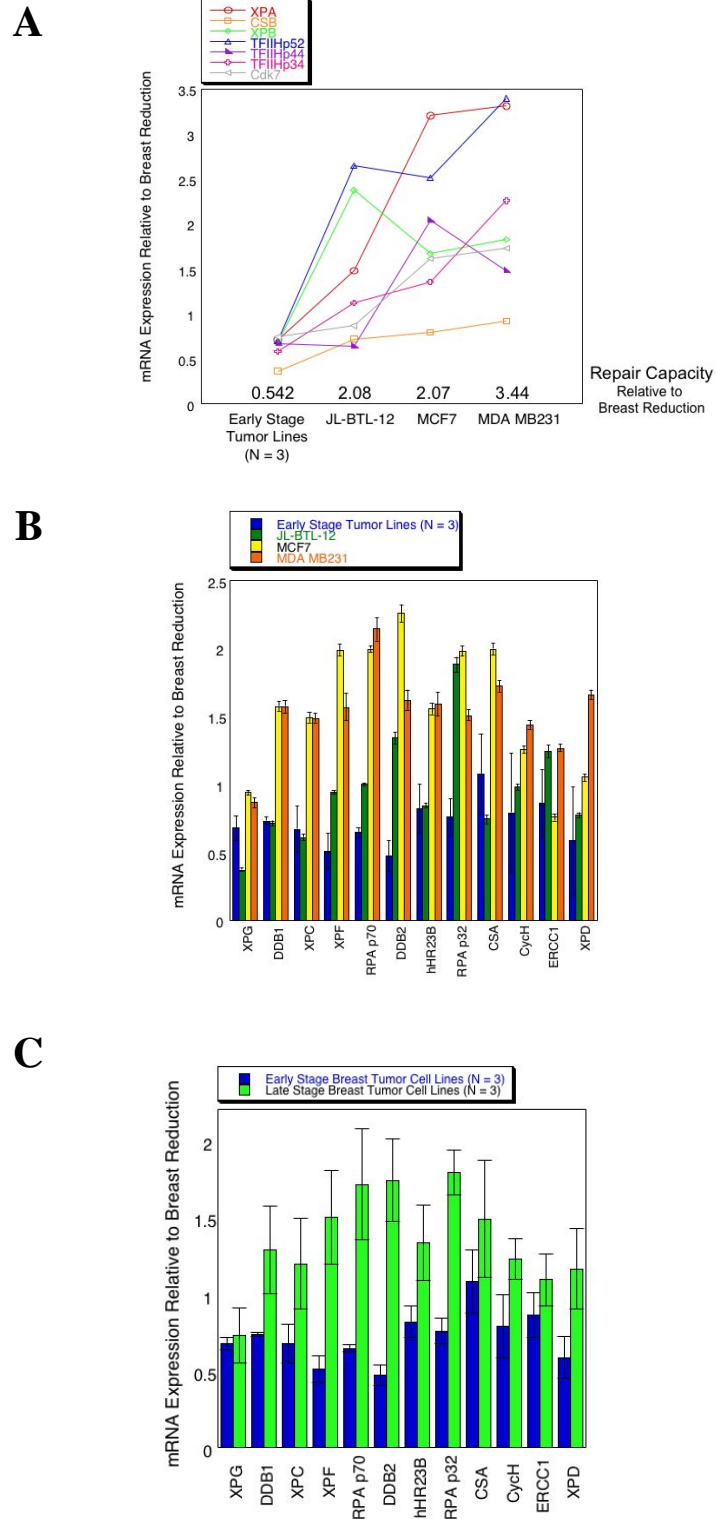 A
XPA
CSB
XPB
TFIIHp52
TFIIHp44
TFIIHp34
Cdk7
mRNA Expression Relative to Breast Reduction
3.5
3
2.5
2
1.5
1
0.5
0
0.542 2.08 2.07 3.44
Repair Capacity
Relative to
Breast Reduction
Early Stage
Tumor Lines
(N = 3)
JL-BTL-12
MCF7
MDA MB231
B
Early Stage Tumor Lines (N = 3)
JL-BTL-12
MCF7
MDA MB231
mRNA Expression Relative to Breast Reduction
2.5
2
1.5
1
0.5
0
XPG
DDB1
XPC
XPF
RPA p70
DDB2
hHR23B
RPA p32
CSA
CycH
ERCC1
XPD
C
Early Stage Breast Tumor Cell Lines (N = 3)
Late Stage Breast Tumor Cell Lines (N = 3)
mRNA Expression Relative to Breast Reduction
2
1.5
1
0.5
0
XPG
DDB1
XPC
XPF
RPA p70
DDB2
hHR23B
RPA p32
CSA
CycH
ERCC1
XPD